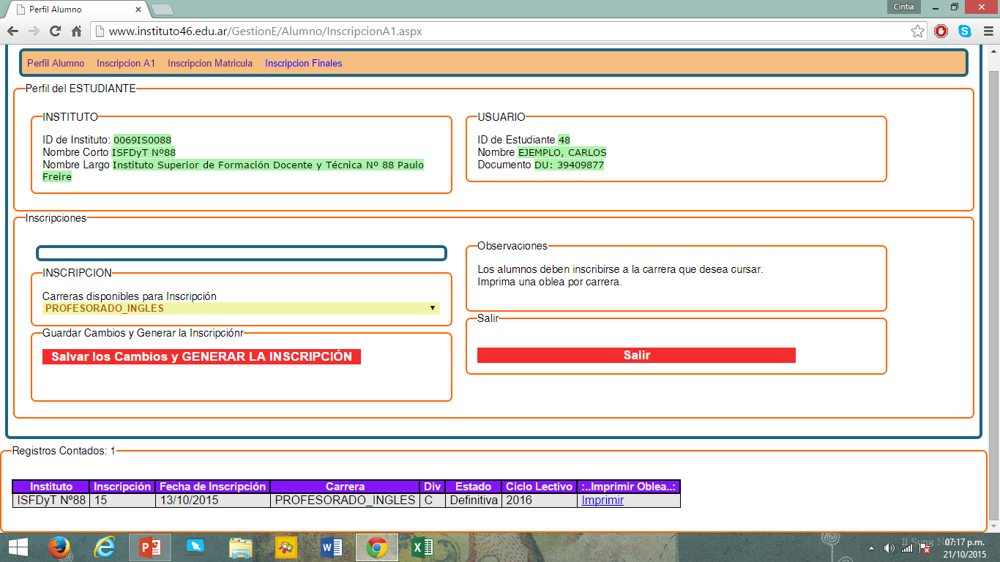 Perfil Alumno
Cintia
www.instituto46.edu.ar/GestionE/Alumno/InscripcionA1.aspx
Perfil Alumno Inscripcion A1 Inscripcion Matricula Inscripcion Finales
Perfil del ESTUDIANTE
INSTITUTO
ID de Instituto: 0069IS0088
Nombre Corto ISFDyT Nº88
Nombre Largo Instituto Superior de Formación Docente y Técnica Nº 88 Paulo
Freire
USUARIO
ID de Estudiante 48
Nombre EJEMPLO, CARLOS
Documento DU: 39409877
Inscripciones
INSCRIPCION
Carreras disponibles para Inscripción
PROFESORADO_INGLES
Guardar Cambios y Generar la Inscripciónr
Salvar los Cambios y GENERAR LA INSCRIPCIÓN
Observaciones
Los alumnos deben inscribirse a la carrera que desea cursar.
Imprima una oblea por carrera.
Salir
Salir
Registros Contados: 1
Instituto Inscripción Fecha de Inscripción Carrera Div Estado Ciclo Lectivo :..Imprimir Oblea..:
ISFDyT Nº88 15 13/10/2015 PROFESORADO_INGLES C Definitiva 2016 Imprimir
07:17 p.m.
21/10/2015